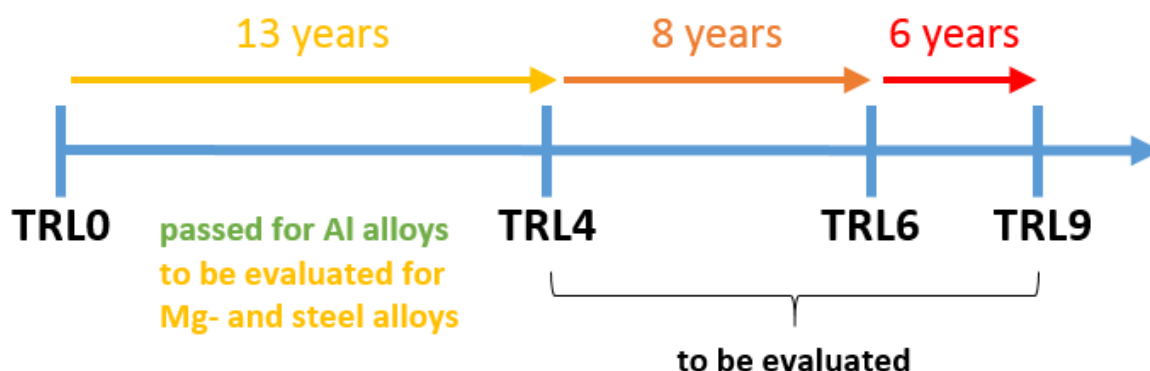 13 years
8 years
6 years
TRL0
TRL4
TRL6
TRL9
passed for Al alloys
to be evaluated for
Mg- and steel alloys
to be evaluated